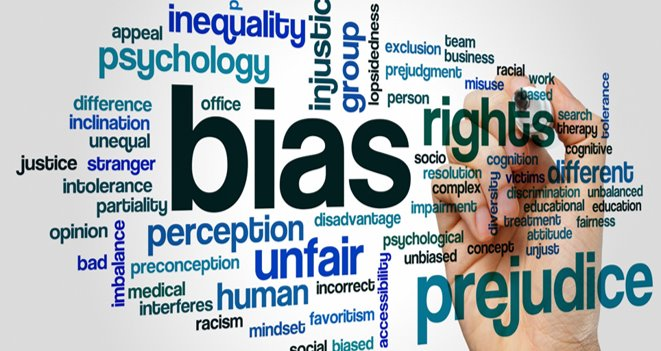 inequality
p
appeal
psychology
injustic
group
lopsidedness
exclusion
team
business
prejudgment
racial
misuse
work
based
tolerance
difference
office
inclination
unequal
bias
person
rights
search
therapy
cognitive
justice
stranger
intolerance
partiality
socio
cognition
resolution
victims
different
complex
diversity
discrimination
unbalanced
impairment
educational
education
treatment
fairness
opinion
perception
disadvantage
psychological
attitude
bad
imbalance
preconception
unfair
unbiased
concept
unjust
medical
human
incorrect
accessibility
prejudice
interferes
racism
mindset
favoritism
social
biased